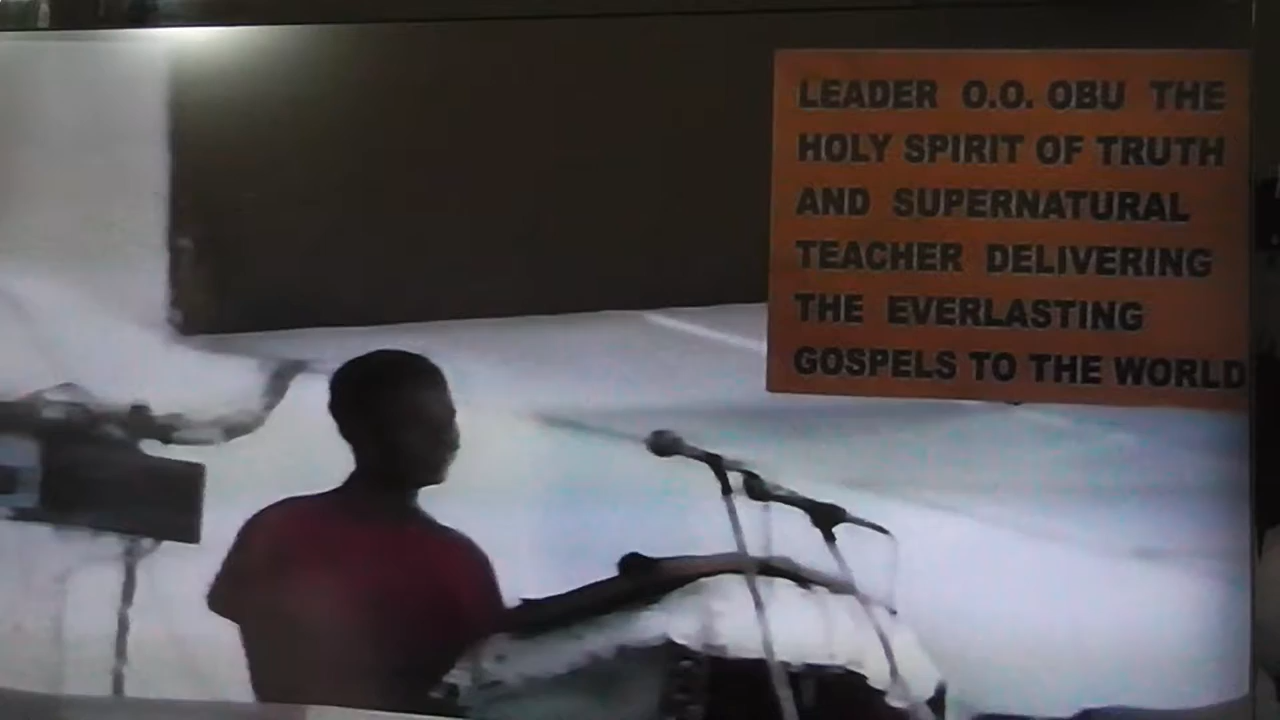 LEADER O.O. OBU THE
HOLY SPIRIT OF TRUTH
AND SUPERNATURAL
TEACHER DELIVERING
THE EVERLASTING
GOSPELS TO THE WORLD